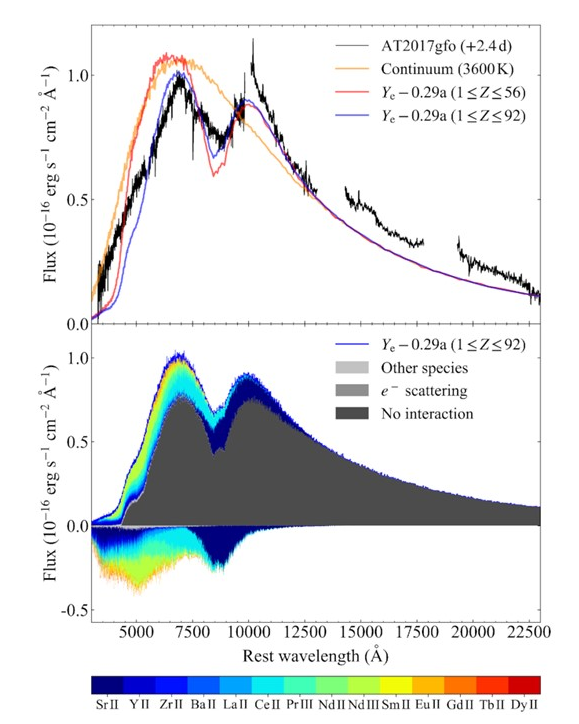 AT2017gfo (+2.4 d)
Continuum (3600 K)
Yₑ − 0.29a (1 ≤ Z ≤ 56)
Yₑ − 0.29a (1 ≤ Z ≤ 92)
1.0
0.5
0.0
Flux (10⁻¹⁶ erg s⁻¹ cm⁻² Å⁻¹)
Yₑ − 0.29a (1 ≤ Z ≤ 92)
Other species
e⁻ scattering
No interaction
1.0
0.5
0.0
-0.5
Flux (10⁻¹⁶ erg s⁻¹ cm⁻² Å⁻¹)
5000 7500 10000 12500 15000 17500 20000 22500
Rest wavelength (Å)
Sr II Y II Zr II Ba II La II Ce II Pr III Nd II Nd III Sm II Eu II Gd II Tb II Dy II